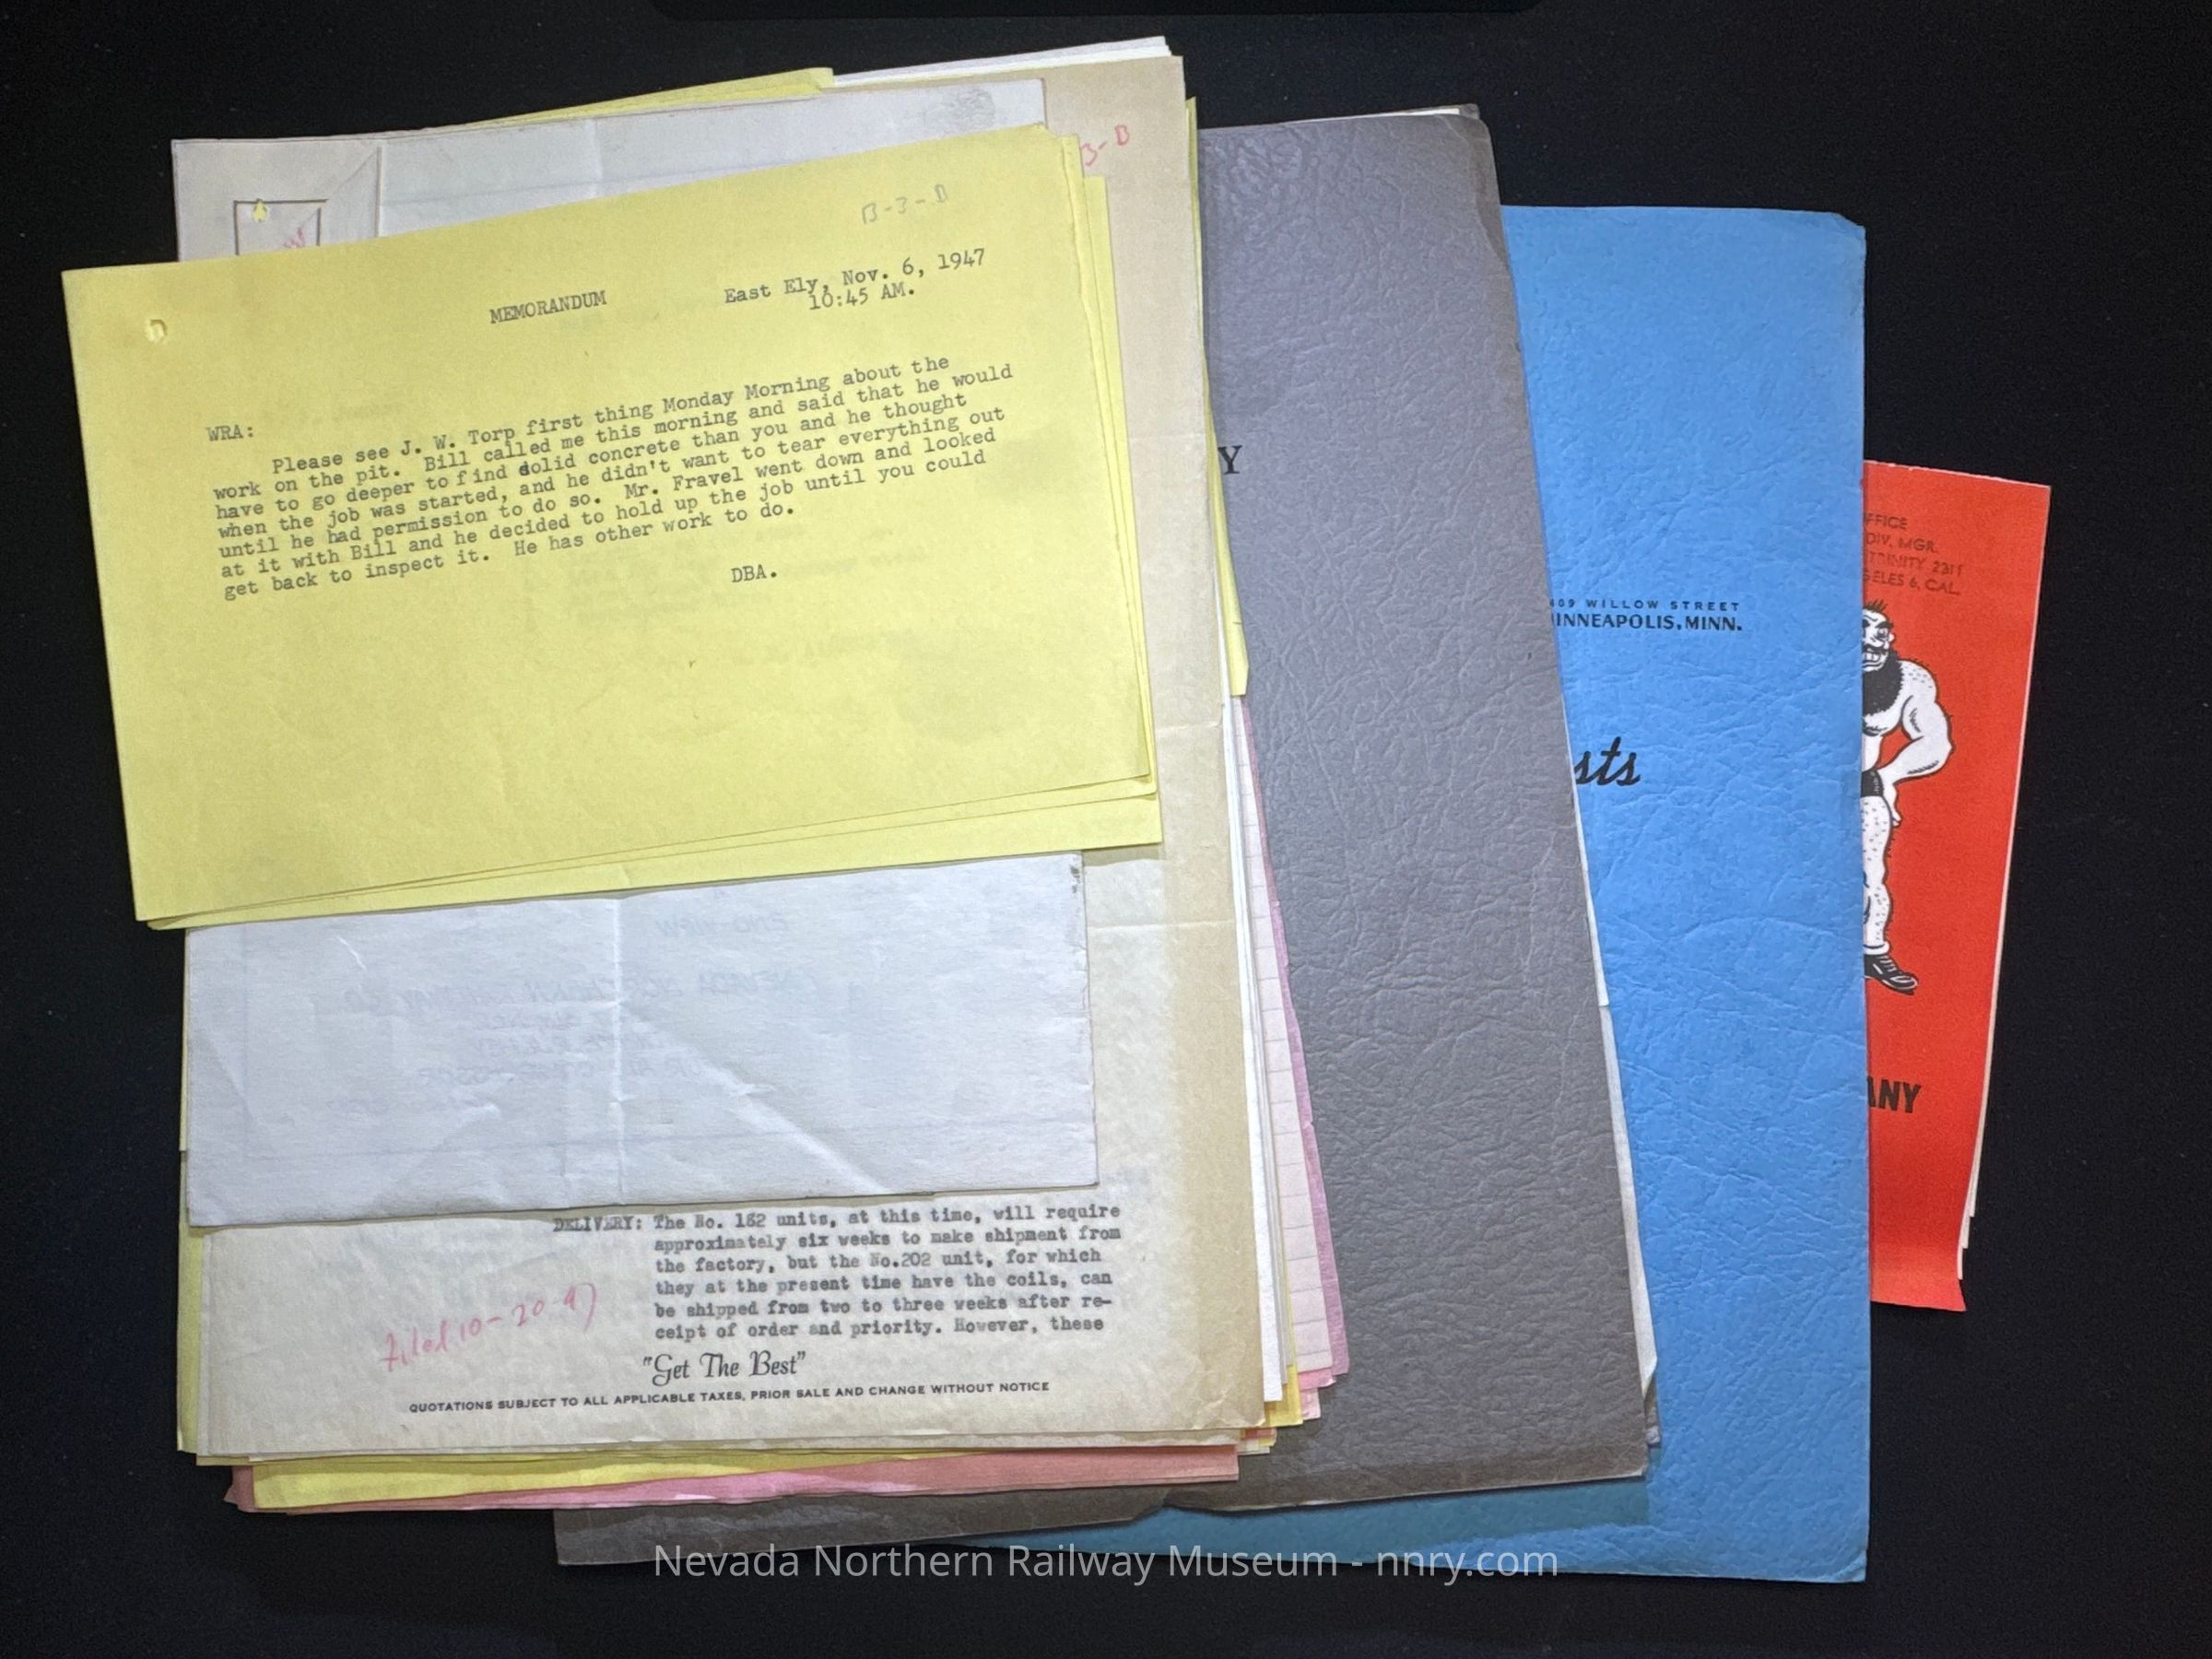 B-3-D
3-D
MEMORANDUM
East Ely, Nov. 6, 1947
10:45 AM.
WRA:
Please see J. W. Torp first thing Monday Morning about the
work on the pit. Bill called me this morning and said that he would
have to go deeper to find dolid concrete than you and he thought
when the job was started, and he didn't want to tear everything out
until he had permission to do so. Mr. Fravel went down and looked
at it with Bill and he decided to hold up the job until you could
get back to inspect it. He has other work to do.
DBA.
DELIVERY: The No. 182 units, at this time, will require
approximately six weeks to make shipment from
the factory, but the No.202 unit, for which
they at the present time have the coils, can
be shipped from two to three weeks after re-
ceipt of order and priority. However, these
filed 10-20-47
"Get The Best"
QUOTATIONS SUBJECT TO ALL APPLICABLE TAXES, PRIOR SALE AND CHANGE WITHOUT NOTICE
Y
09 WILLOW STREET
INNEAPOLIS, MINN.
sts
FFICE
DIV. MGR.
TRINITY 2311
GELES 6, CAL.
ANY
Nevada Northern Railway Museum - nnry.com